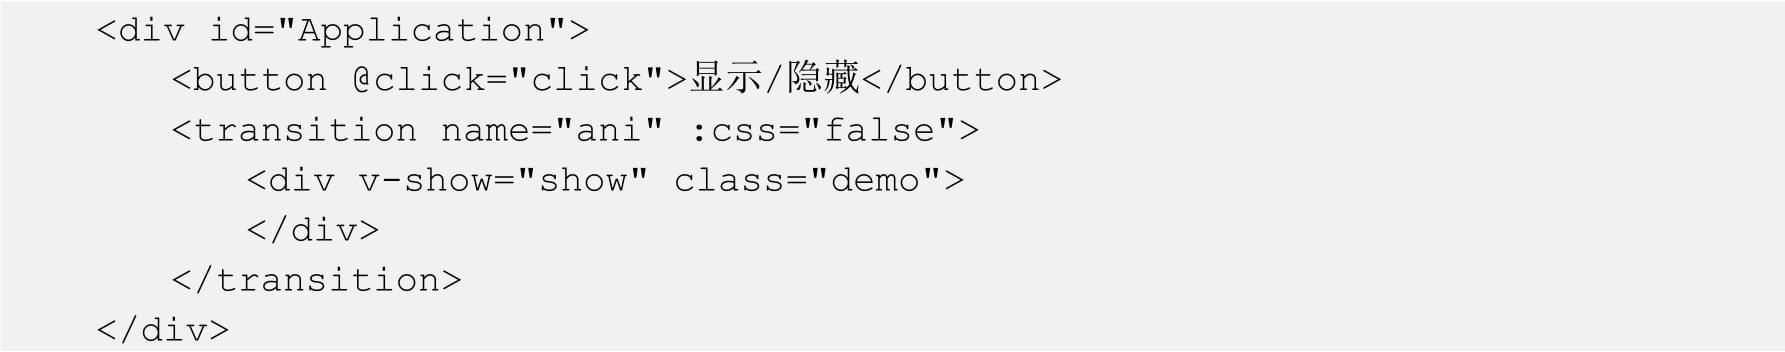 <div id="Application">
<button @click="click">显示/隐藏</button>
<transition name="ani" :css="false">
<div v-show="show" class="demo">
</div>
</transition>
</div>